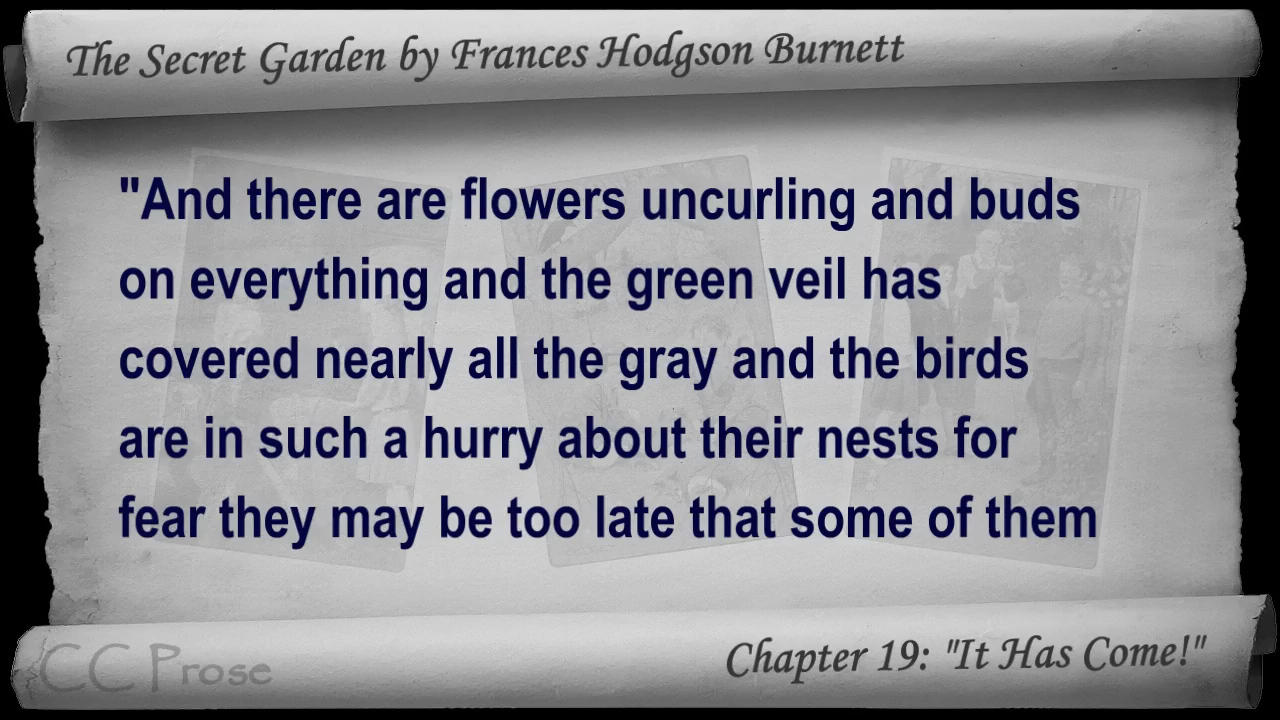 The Secret Garden by Frances Hodgson Burnett
"And there are flowers uncurling and buds
on everything and the green veil has
covered nearly all the gray and the birds
are in such a hurry about their nests for
fear they may be too late that some of them
Chapter 19: "It Has Come!"
CC Prose